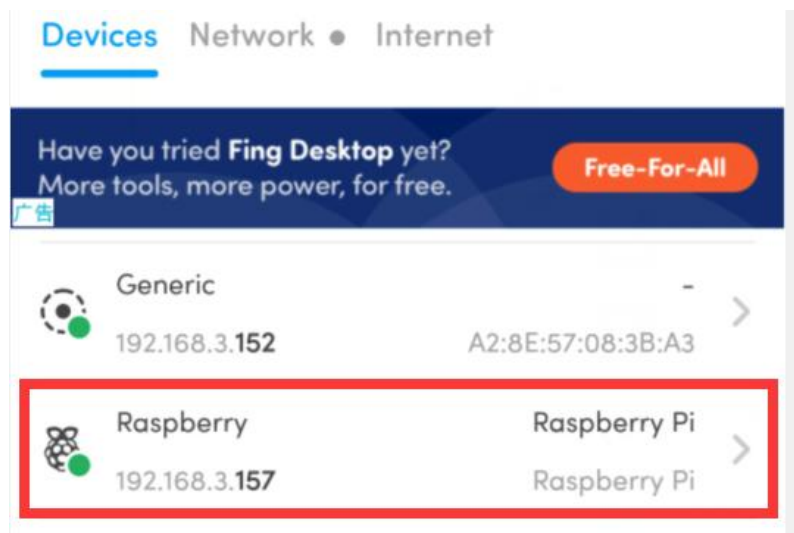 Devices Network Internet
Have you tried Fing Desktop yet?
More tools, more power, for free.
Free-For-All
广告
Generic -
192.168.3.152 A2:8E:57:08:3B:A3
Raspberry Raspberry Pi
192.168.3.157 Raspberry Pi